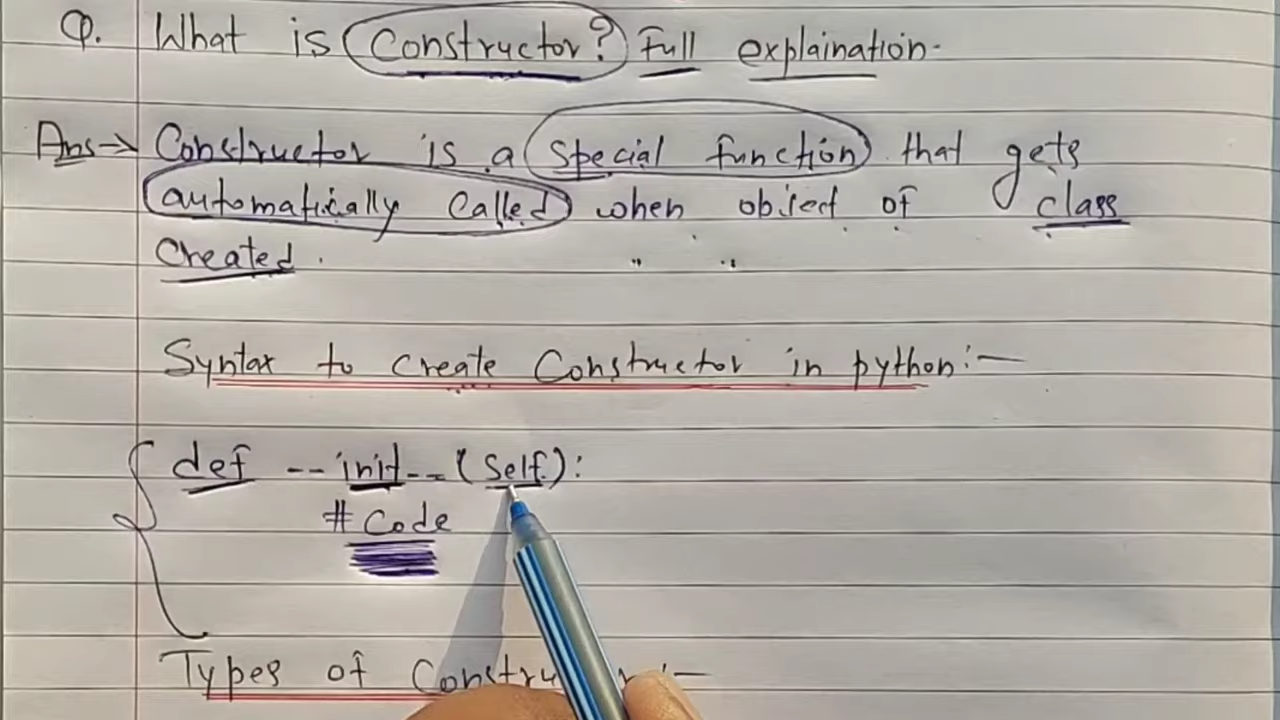 Q. What is Constructor? Full explaination.
Ans→ Constructor is a special function that gets
automatically called when object of class
created.
Syntax to create Constructor in python:-
def --init-- (self):
# Code
Types of